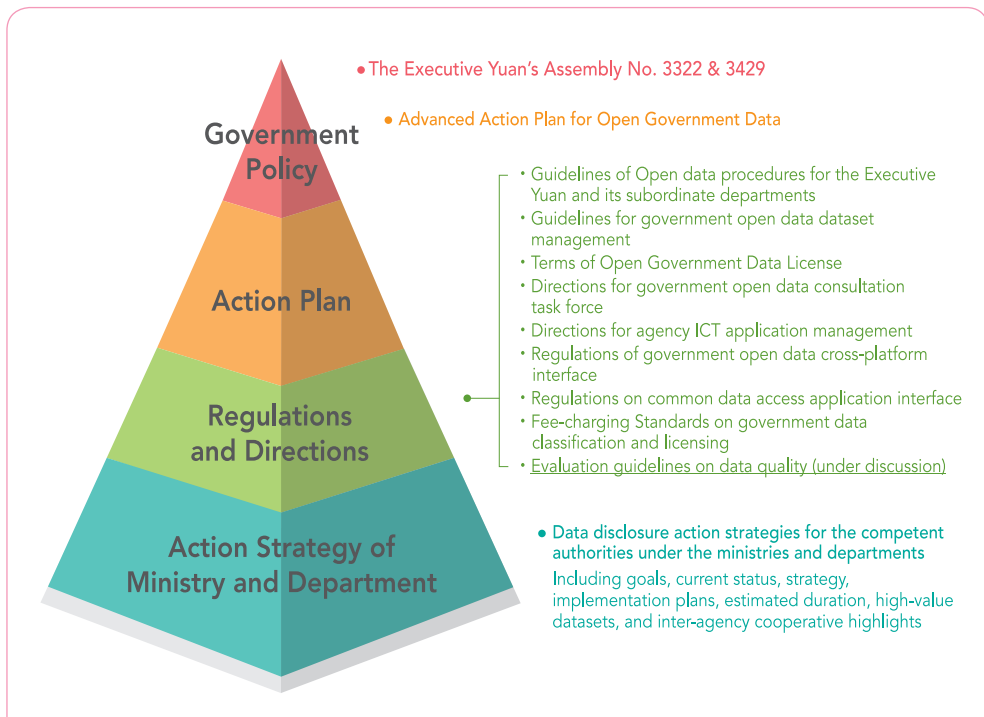 • The Executive Yuan's Assembly No. 3322 & 3429
Government
Policy
• Advanced Action Plan for Open Government Data
• Guidelines of Open data procedures for the Executive
Yuan and its subordinate departments
• Guidelines for government open data dataset
management
• Terms of Open Government Data License
• Directions for government open data consultation
task force
Action Plan
• Directions for agency ICT application management
• Regulations of government open data cross-platform
interface
• Regulations on common data access application interface
• Fee-charging Standards on government data
classification and licensing
• Evaluation guidelines on data quality (under discussion)
Regulations
and Directions
• Data disclosure action strategies for the competent
authorities under the ministries and departments
Including goals, current status, strategy,
implementation plans, estimated duration, high-value
datasets, and inter-agency cooperative highlights
Action Strategy of
Ministry and Department